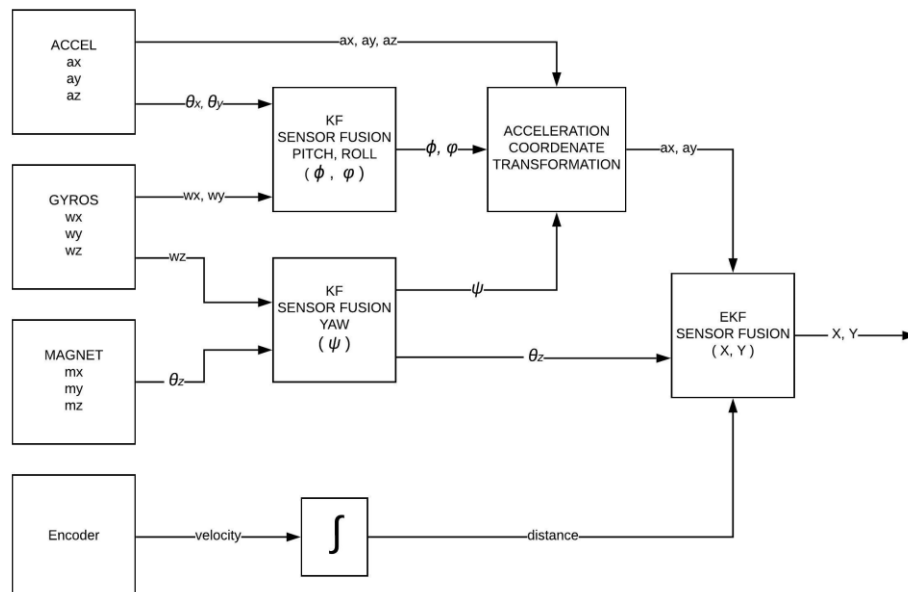 ACCEL
ax
ay
az
ax, ay, az
θx, θy
KF
SENSOR FUSION
PITCH, ROLL
( ϕ , φ )
ϕ, φ
ACCELERATION
COORDENATE
TRANSFORMATION
ax, ay
GYROS
wx
wy
wz
wx, wy
wz
KF
SENSOR FUSION
YAW
( ψ )
ψ
θz
EKF
SENSOR FUSION
( X, Y )
X, Y
MAGNET
mx
my
mz
θz
Encoder
velocity
∫
distance